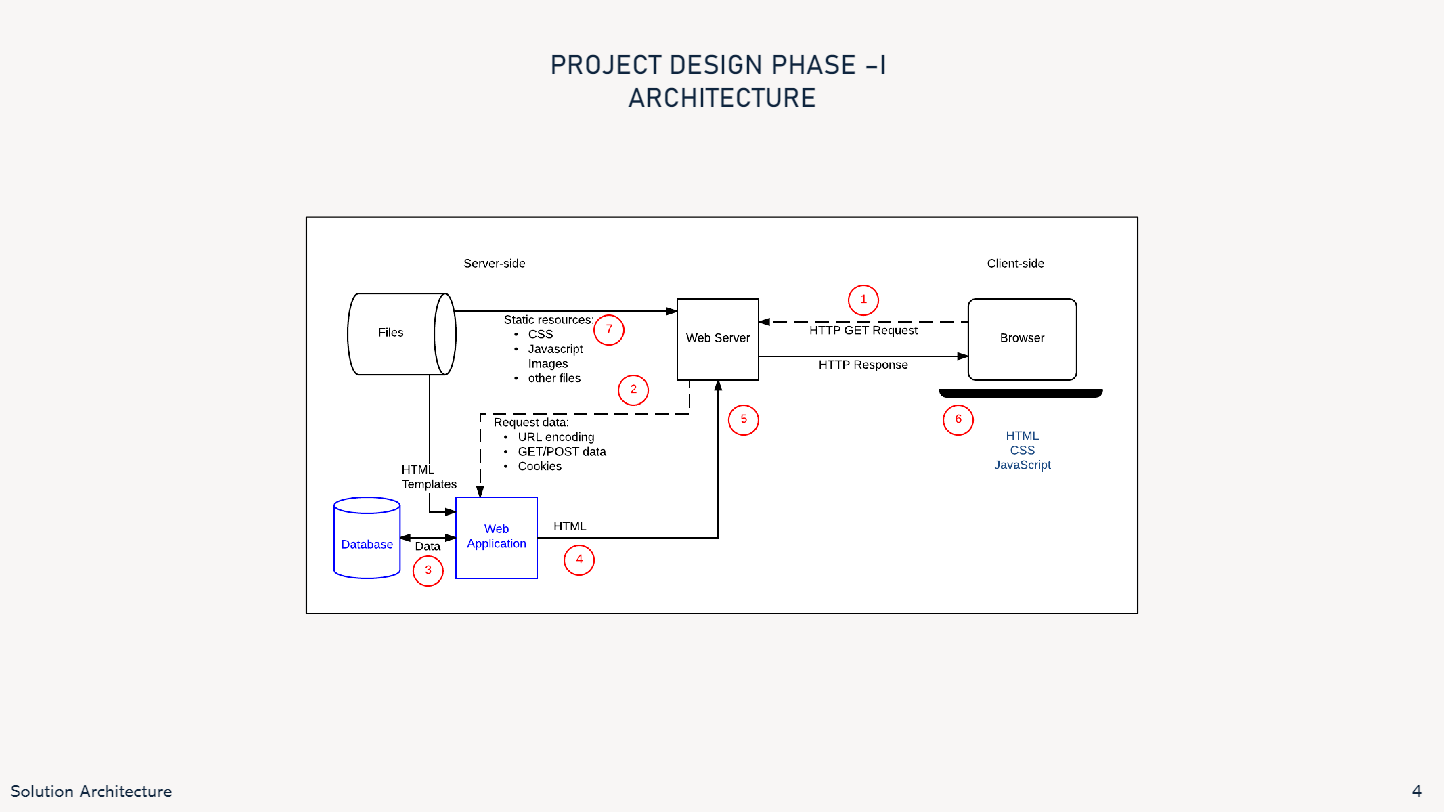 PROJECT DESIGN PHASE –I
ARCHITECTURE
Server-side
Client-side
Files
Static resources:
• CSS
• Javascript
Images
• other files
7
Web Server
1
HTTP GET Request
HTTP Response
Browser
2
Request data:
• URL encoding
• GET/POST data
• Cookies
5
6
HTML
CSS
JavaScript
HTML
Templates
Database
Data
3
Web
Application
HTML
4
Solution Architecture
4